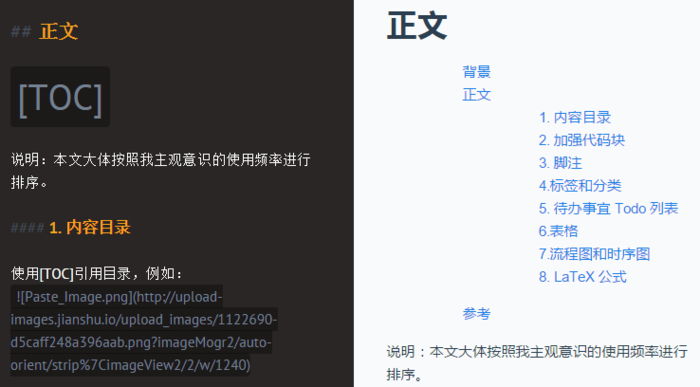 ## 正文
[TOC]
说明：本文大体按照我主观意识的使用频率进行
排序。
#### 1. 内容目录
使用[TOC]引用目录，例如：
![Paste_Image.png](http://upload-
images.jianshu.io/upload_images/1122690-
d5caff248a396aab.png?imageMogr2/auto-
orient/strip%7CimageView2/2/w/1240)
正文
背景
正文
1. 内容目录
2. 加强代码块
3. 脚注
4.标签和分类
5. 待办事宜 Todo 列表
6.表格
7.流程图和时序图
8. LaTeX 公式
参考
说明：本文大体按照我主观意识的使用频率进行
排序。